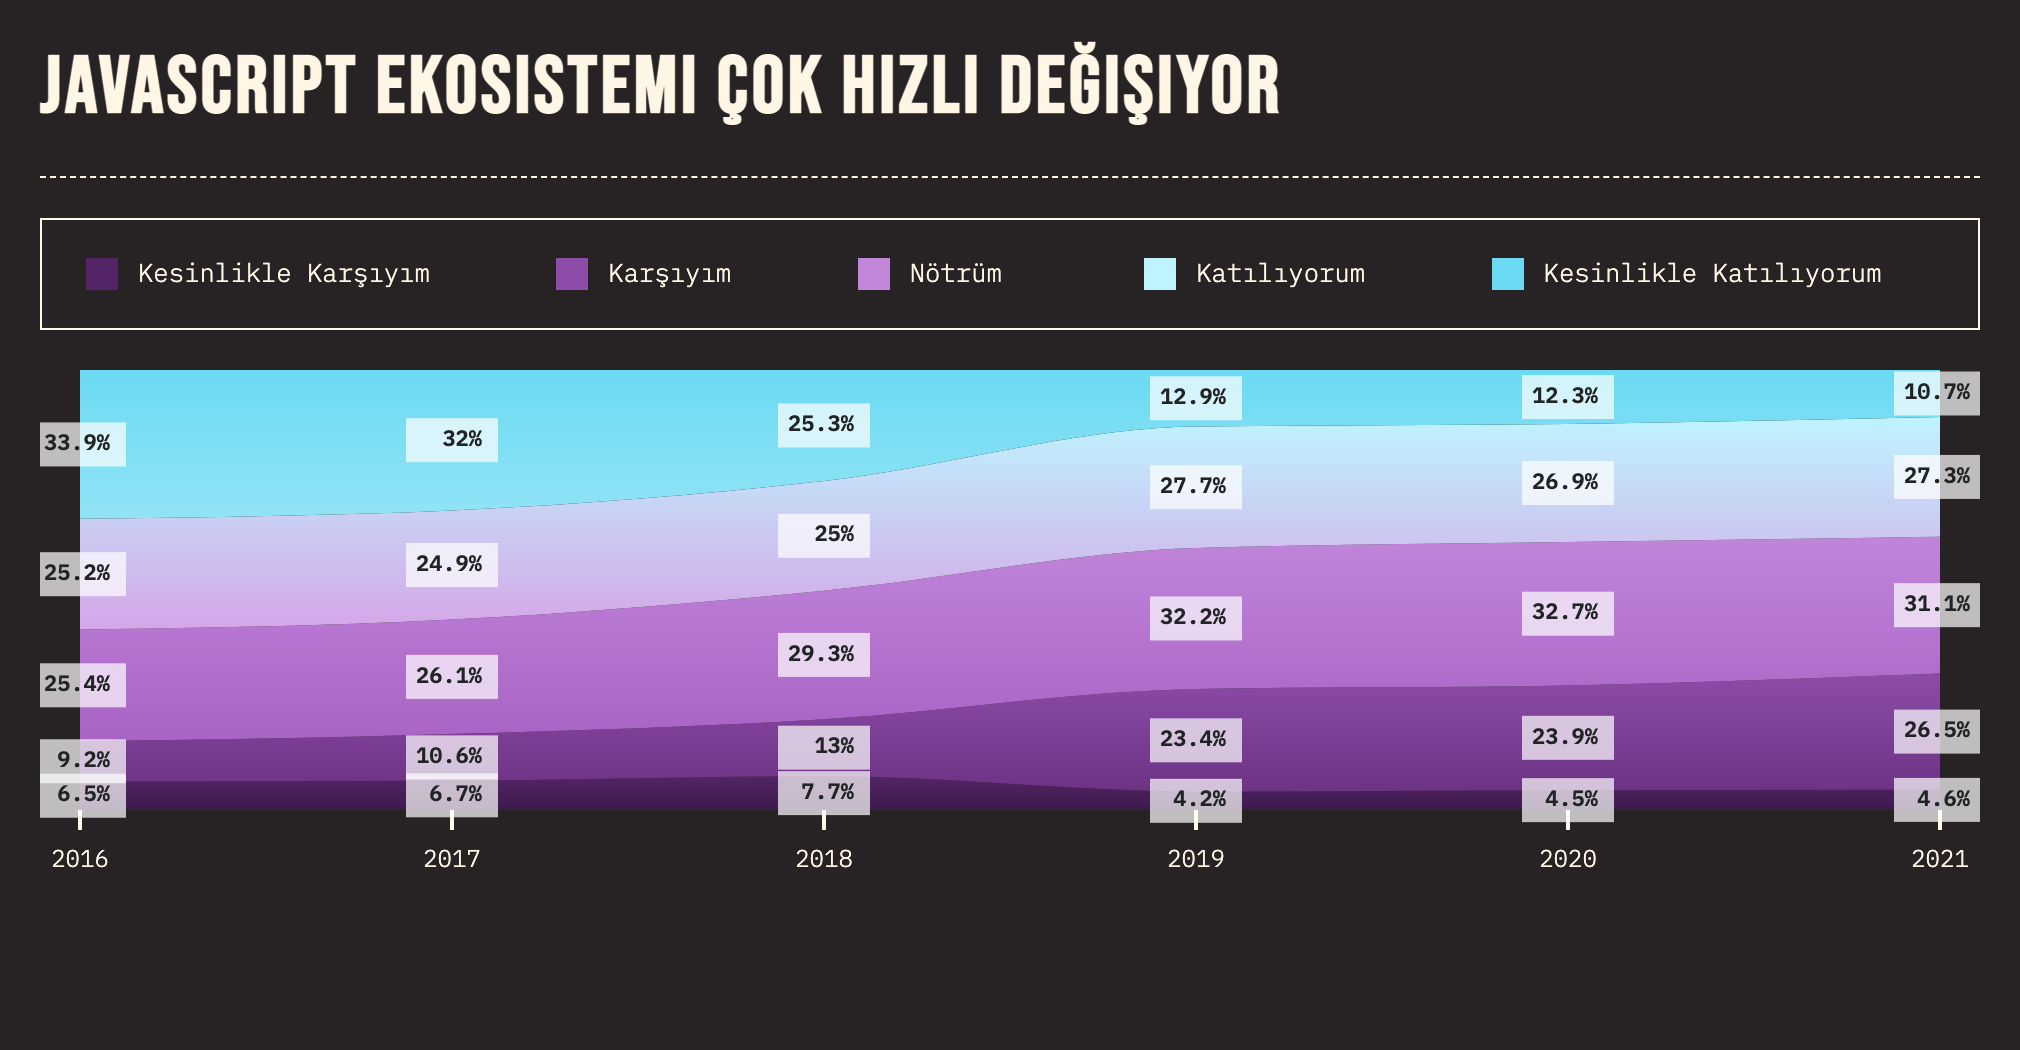 JAVASCRIPT EKOSISTEMI ÇOK HIZLI DEĞIŞIYOR
Kesinlikle Karşıyım Karşıyım Nötrüm Katılıyorum Kesinlikle Katılıyorum
33.9% 32% 25.3% 12.9% 12.3% 10.7%
25.2% 24.9% 25% 27.7% 26.9% 27.3%
25.4% 26.1% 29.3% 32.2% 32.7% 31.1%
9.2% 10.6% 13% 23.4% 23.9% 26.5%
6.5% 6.7% 7.7% 4.2% 4.5% 4.6%
2016 2017 2018 2019 2020 2021